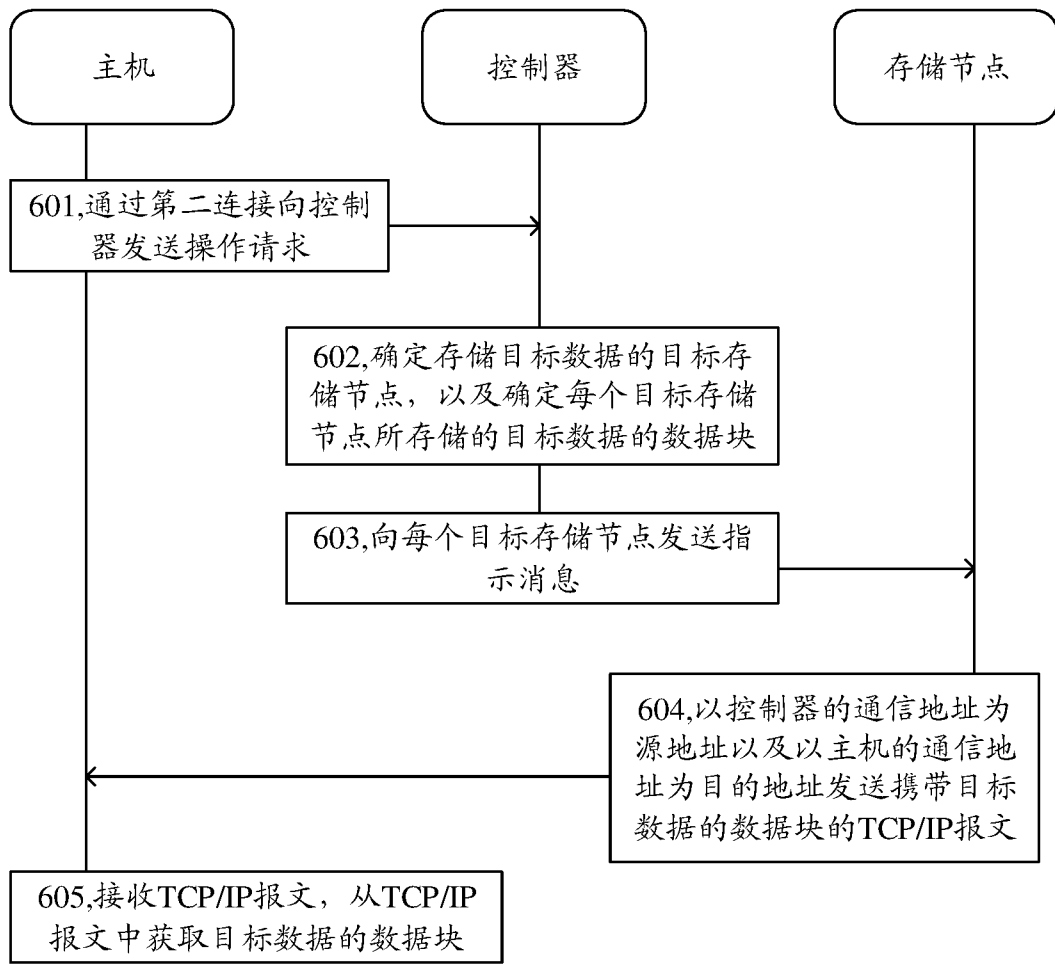 主机
控制器
存储节点
601,通过第二连接向控制
器发送操作请求
602,确定存储目标数据的目标存
储节点，以及确定每个目标存储
节点所存储的目标数据的数据块
603,向每个目标存储节点发送指
示消息
604,以控制器的通信地址为
源地址以及以主机的通信地
址为目的地址发送携带目标
数据的数据块的TCP/IP报文
605,接收TCP/IP报文，从TCP/IP
报文中获取目标数据的数据块